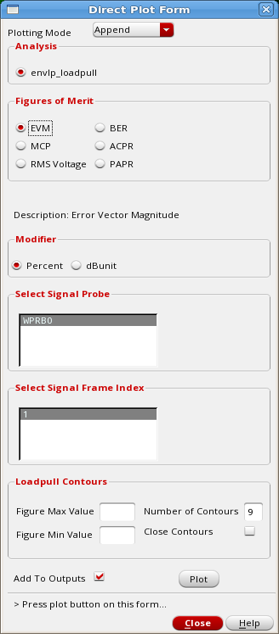 Direct Plot Form
Plotting Mode Append
Analysis
envlp_loadpull
Figures of Merit
EVM BER
MCP ACPR
RMS Voltage PAPR
Description: Error Vector Magnitude
Modifier
Percent dBunit
Select Signal Probe
WPRB0
Select Signal Frame Index
1
Loadpull Contours
Figure Max Value Number of Contours 9
Figure Min Value Close Contours
Add To Outputs Plot
> Press plot button on this form...
Close Help